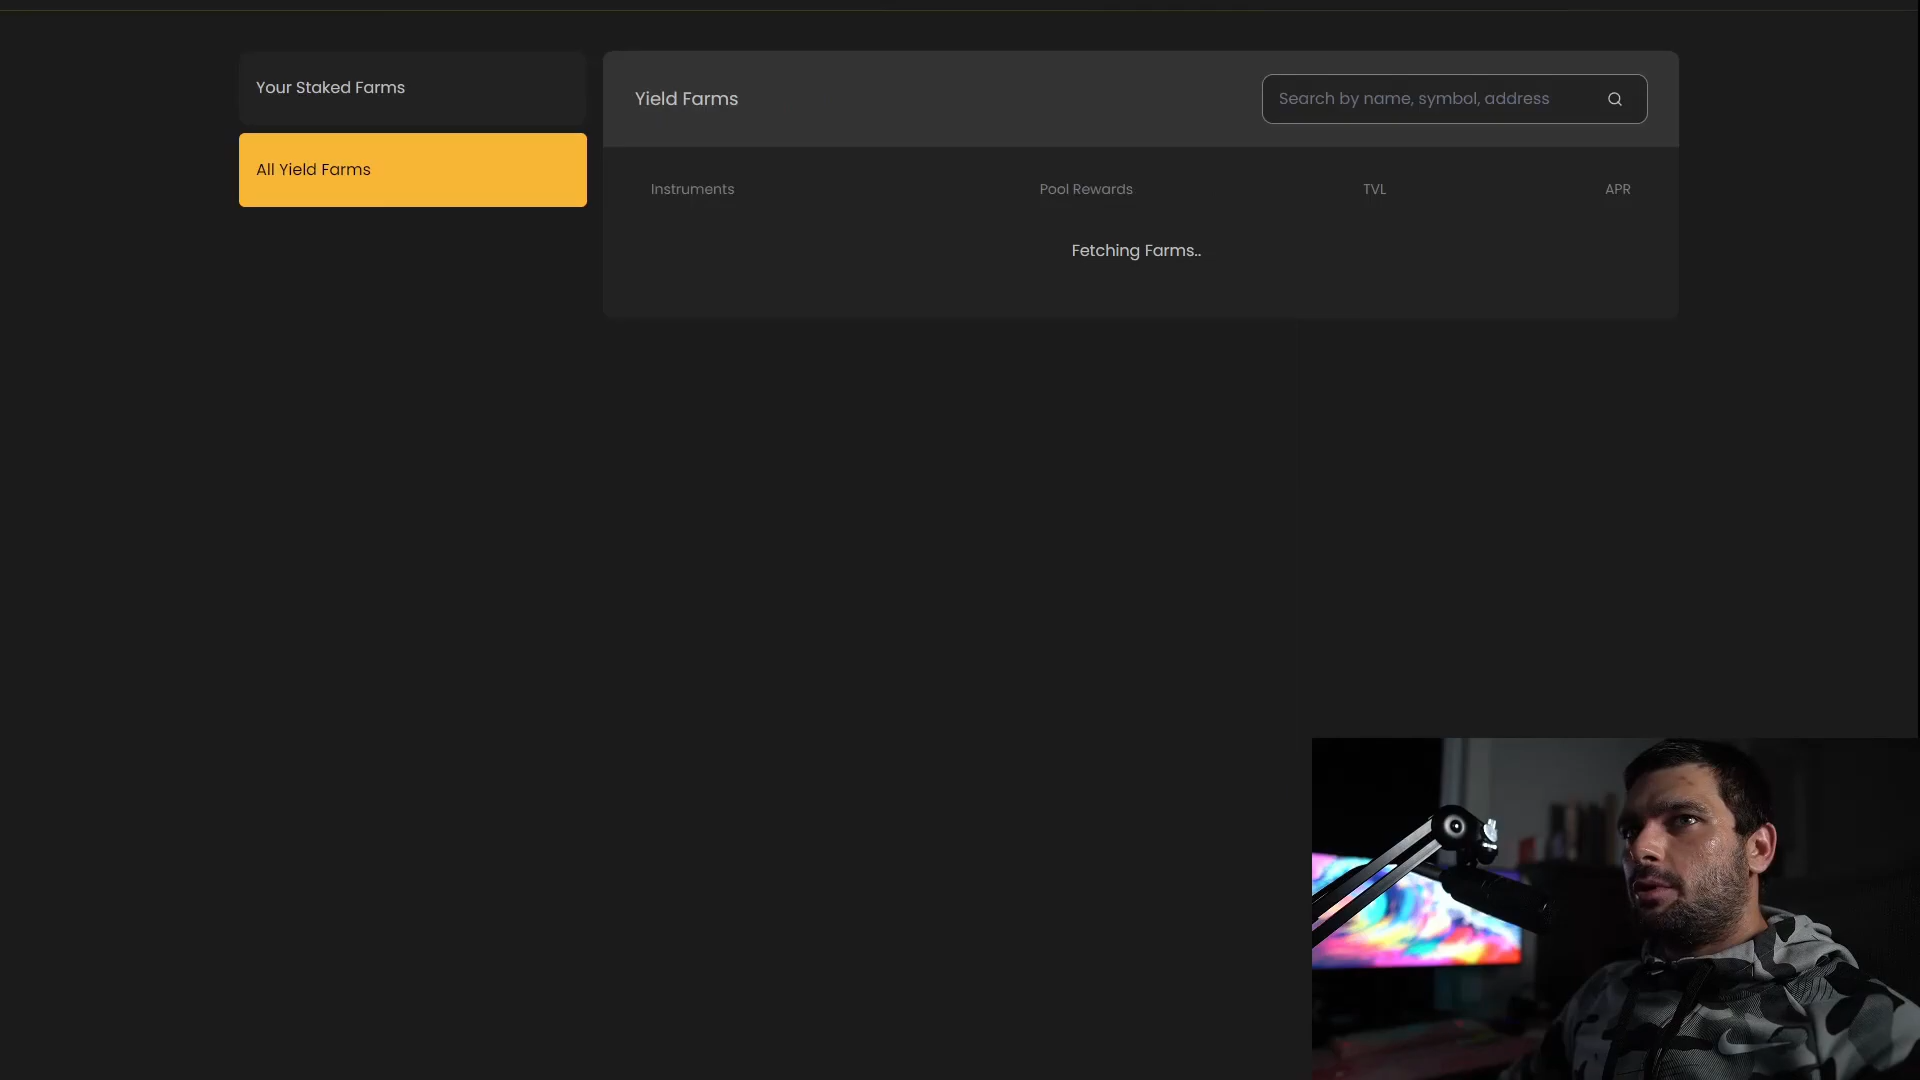 Your Staked Farms
All Yield Farms
Yield Farms
Search by name, symbol, address
Instruments Pool Rewards TVL APR
Fetching Farms..